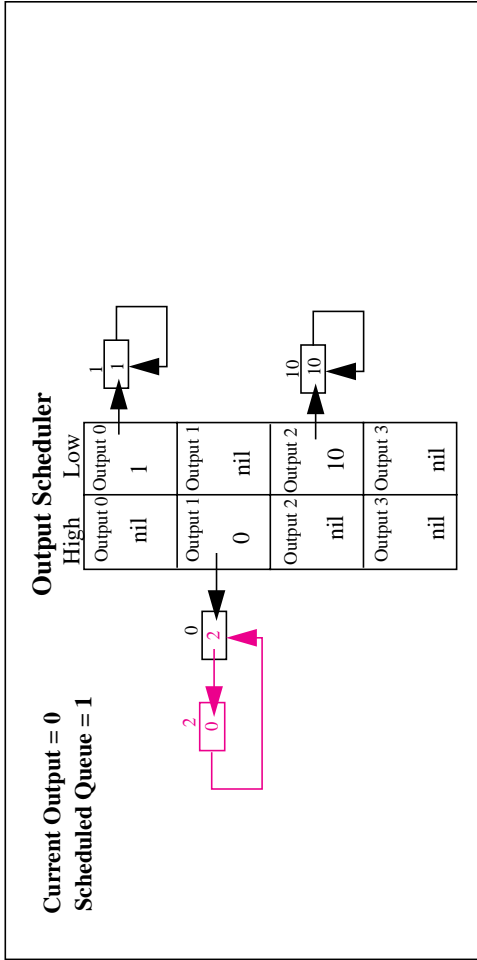 Current Output = 0
Scheduled Queue = 1
Output Scheduler
High
Low
Output 0
nil
Output 0
1
1
1
2
0
0
2
Output 1
0
Output 1
nil
Output 2
nil
Output 2
10
10
10
Output 3
nil
Output 3
nil